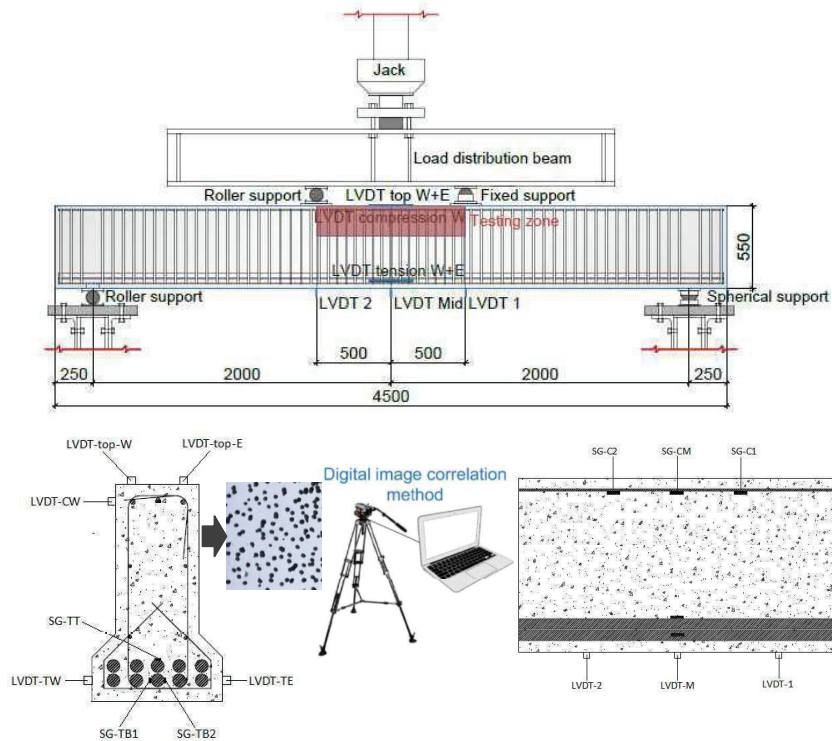 Jack
Load distribution beam
Roller support
LVDT top W+E
Fixed support
LVDT compression W
Testing zone
550
LVDT tension W+E
Roller support
LVDT 2
LVDT Mid
LVDT 1
Spherical support
500
500
250
2000
2000
250
4500
LVDT-top-W
LVDT-top-E
LVDT-CW
SG-TT
LVDT-TW
LVDT-TE
SG-TB1
SG-TB2
Digital image correlation
method
SG-C2
SG-CM
SG-C1
LVDT-2
LVDT-M
LVDT-1